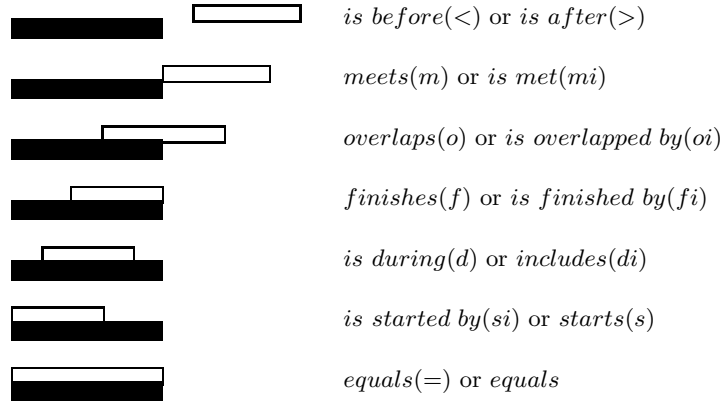 is before(<) or is after(>)
meets(m) or is met(mi)
overlaps(o) or is overlapped by(oi)
finishes(f) or is finished by(fi)
is during(d) or includes(di)
is started by(si) or starts(s)
equals(=) or equals